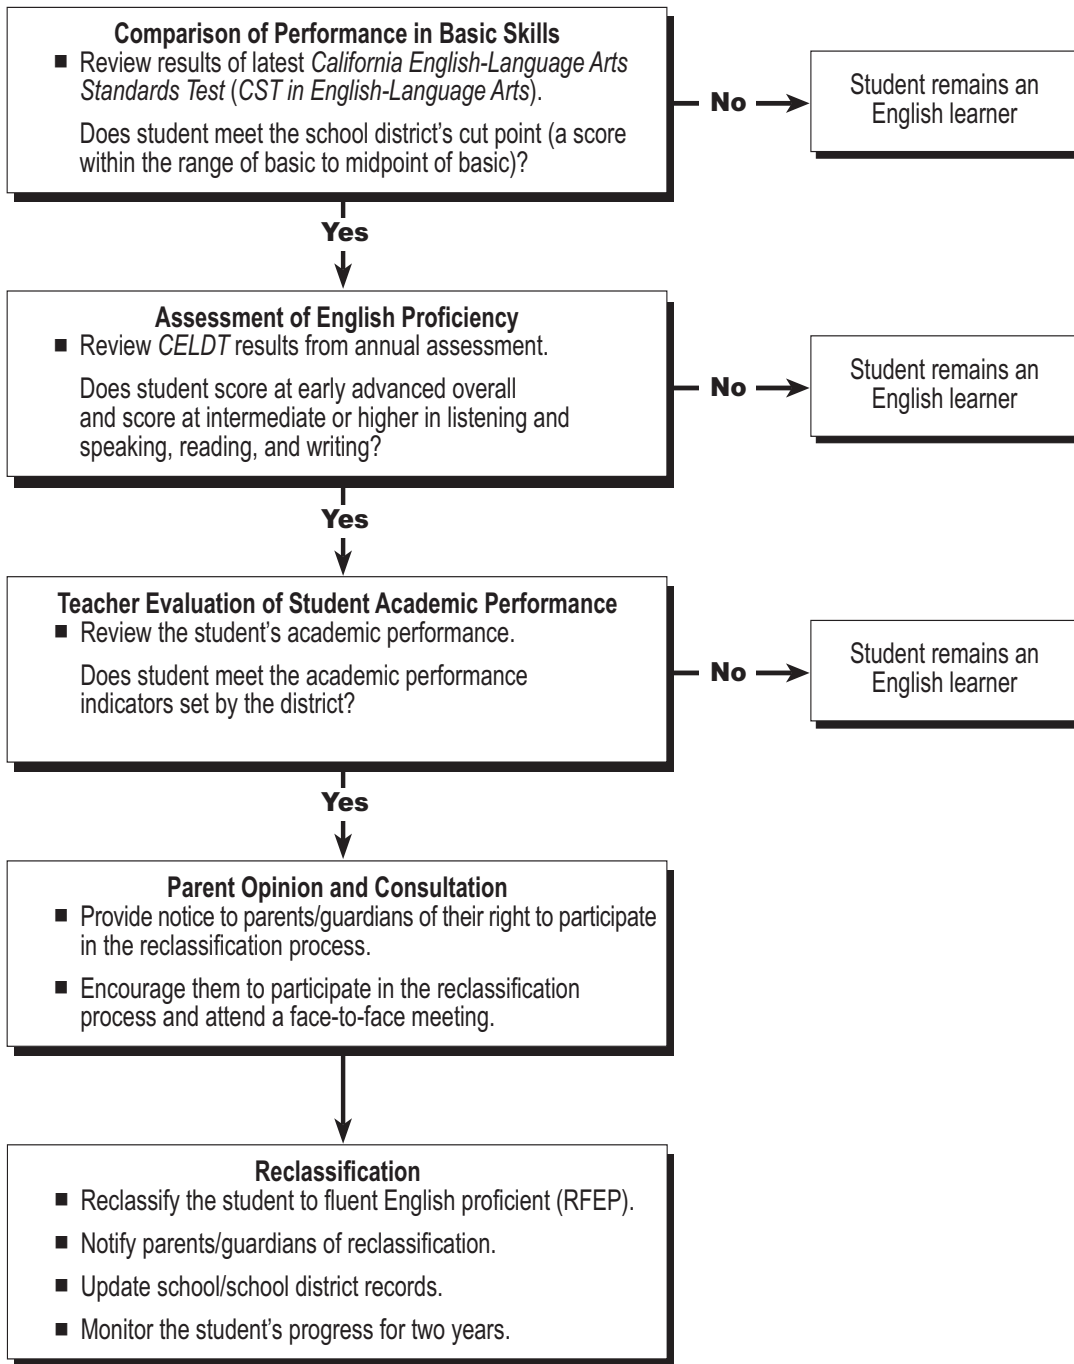 Comparison of Performance in Basic Skills
■ Review results of latest California English-Language Arts
Standards Test (CST in English-Language Arts).
Does student meet the school district's cut point (a score
within the range of basic to midpoint of basic)?
No
Student remains an
English learner
Yes
Assessment of English Proficiency
■ Review CELDT results from annual assessment.
Does student score at early advanced overall
and score at intermediate or higher in listening and
speaking, reading, and writing?
No
Student remains an
English learner
Yes
Teacher Evaluation of Student Academic Performance
■ Review the student's academic performance.
Does student meet the academic performance
indicators set by the district?
No
Student remains an
English learner
Yes
Parent Opinion and Consultation
■ Provide notice to parents/guardians of their right to participate
in the reclassification process.
■ Encourage them to participate in the reclassification
process and attend a face-to-face meeting.
Reclassification
■ Reclassify the student to fluent English proficient (RFEP).
■ Notify parents/guardians of reclassification.
■ Update school/school district records.
■ Monitor the student's progress for two years.